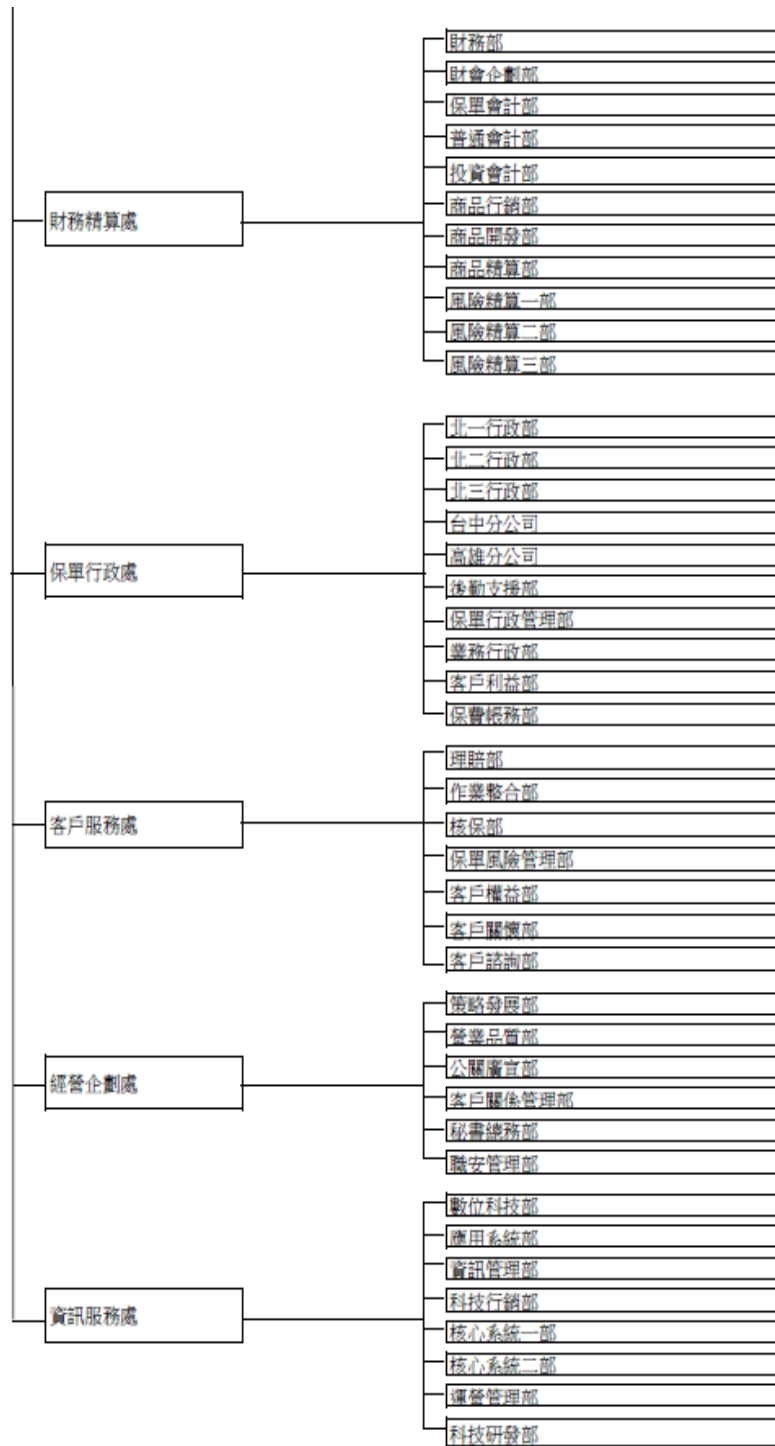 財務精算處
財務部
財會企劃部
保單會計部
普通會計部
投資會計部
商品行銷部
商品開發部
商品精算部
風險精算一部
風險精算二部
風險精算三部
保單行政處
北一行政部
北二行政部
北三行政部
台中分公司
高雄分公司
後勤支援部
保單行政管理部
業務行政部
客戶利益部
保費帳務部
客戶服務處
理賠部
作業整合部
核保部
保單風險管理部
客戶權益部
客戶關懷部
客戶諮詢部
經營企劃處
策略發展部
營業品質部
公關廣宣部
客戶關係管理部
秘書總務部
職安管理部
資訊服務處
數位科技部
應用系統部
資訊管理部
科技行銷部
核心系統一部
核心系統二部
運營管理部
科技研發部